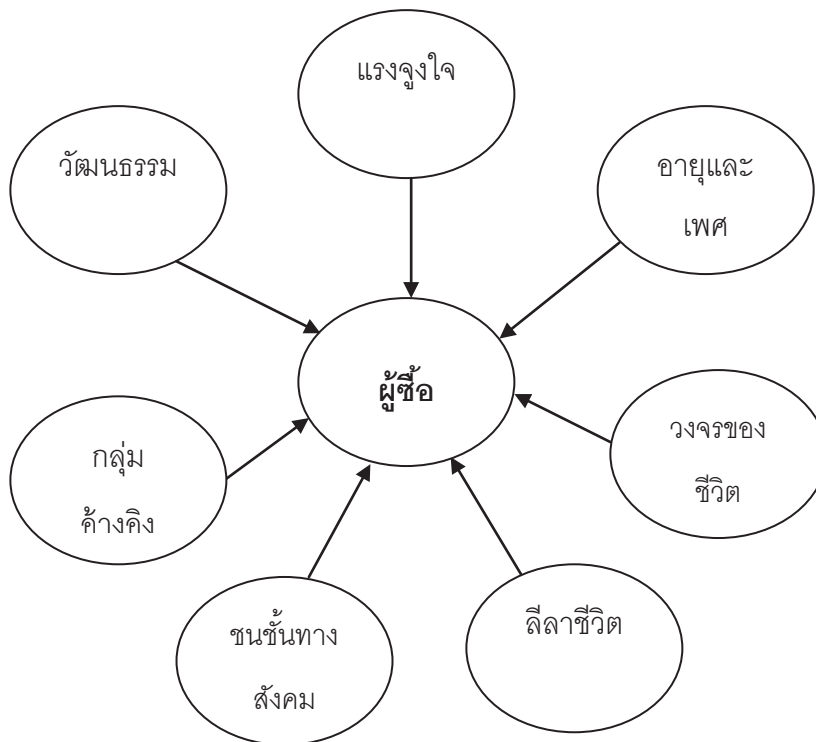 แรงจูงใจ
วัฒนธรรม
อายุและ
เพศ
ผู้ซื้อ
กลุ่ม
ค้างคิง
วงจรของ
ชีวิต
ชนชั้นทาง
สังคม
ลีลาชีวิต